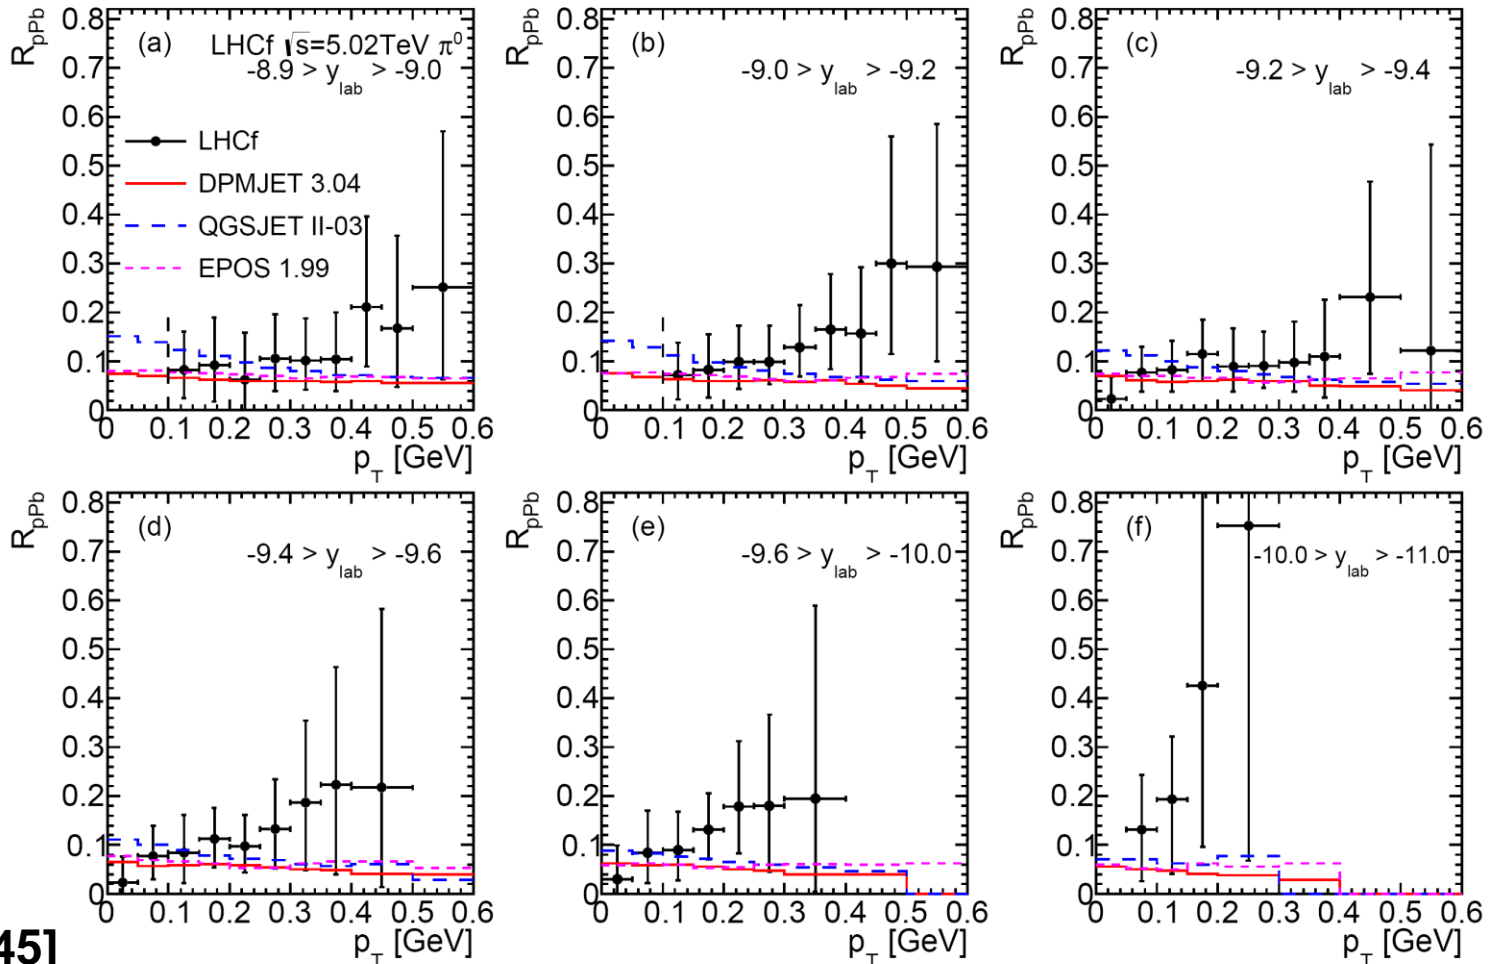 R_pPb
(a) LHCf √s=5.02TeV π⁰
-8.9 > y_lab > -9.0
LHCf
DPMJET 3.04
QGSJET II-03
EPOS 1.99
0.8
0.7
0.6
0.5
0.4
0.3
0.2
0.1
0
0 0.1 0.2 0.3 0.4 0.5 0.6
p_T [GeV]
R_pPb
(b)
-9.0 > y_lab > -9.2
0.8
0.7
0.6
0.5
0.4
0.3
0.2
0.1
0
0 0.1 0.2 0.3 0.4 0.5 0.6
p_T [GeV]
R_pPb
(c)
-9.2 > y_lab > -9.4
0.8
0.7
0.6
0.5
0.4
0.3
0.2
0.1
0
0 0.1 0.2 0.3 0.4 0.5 0.6
p_T [GeV]
R_pPb
(d)
-9.4 > y_lab > -9.6
0.8
0.7
0.6
0.5
0.4
0.3
0.2
0.1
0
0 0.1 0.2 0.3 0.4 0.5 0.6
p_T [GeV]
R_pPb
(e)
-9.6 > y_lab > -10.0
0.8
0.7
0.6
0.5
0.4
0.3
0.2
0.1
0
0 0.1 0.2 0.3 0.4 0.5 0.6
p_T [GeV]
R_pPb
(f)
-10.0 > y_lab > -11.0
0.8
0.7
0.6
0.5
0.4
0.3
0.2
0.1
0
0 0.1 0.2 0.3 0.4 0.5 0.6
p_T [GeV]
45]